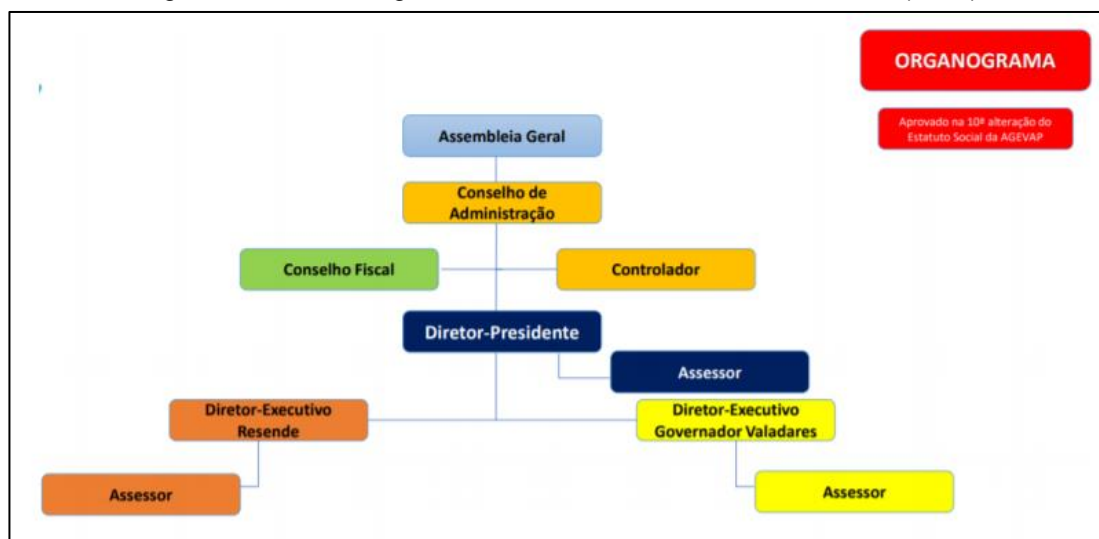 ORGANOGRAMA
Aprovado na 10ª alteração do
Estatuto Social da AGEVAP
Assembleia Geral
Conselho de
Administração
Conselho Fiscal
Controlador
Diretor-Presidente
Assessor
Diretor-Executivo
Resende
Diretor-Executivo
Governador Valadares
Assessor
Assessor